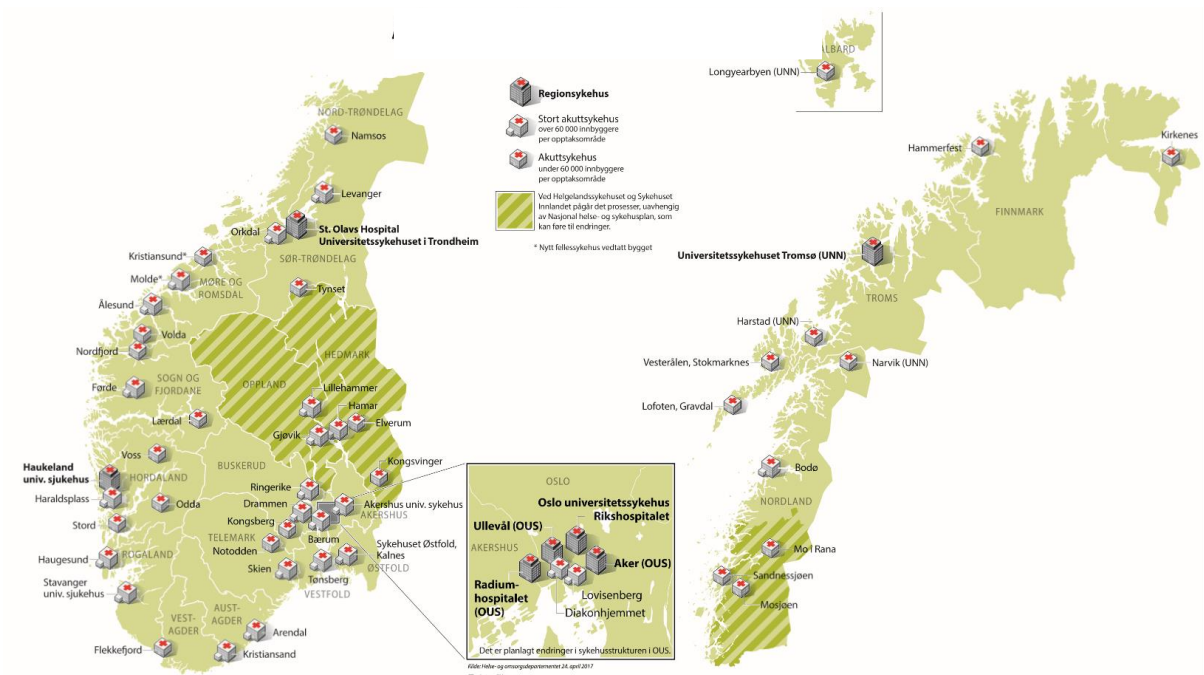 ALBARD
Longyearbyen (UNN)
Regionsykehus
Stort akuttsykehus
over 60 000 innbyggere
per opptaksområde
Akuttsykehus
under 60 000 innbyggere
per opptaksområde
Ved Helgelandssykehuset og Sykehuset
Innlandet pågår det prosesser, uavhengig
av Nasjonal helse- og sykehusplan, som
kan føre til endringer.
* Nytt fellessykehus vedtatt bygget
NORD-TRØNDELAG
Namsos
Levanger
Orkdal
St. Olavs Hospital
Universitetssykehuset i Trondheim
Kristiansund*
SØR-TRØNDELAG
Molde*
MØRE OG
ROMSDAL
Tynset
Ålesund
Volda
Nordfjord
HEDMARK
SOGN OG
FJORDANE
Førde
OPPLAND
Lillehammer
Hamar
Elverum
Lærdal
Gjøvik
Voss
BUSKERUD
Kongsvinger
Haukeland
univ. sjukehus
HORDALAND
Ringerike
Haraldsplass
Odda
Drammen
Akershus univ. sykehus
AKERSHUS
Stord
Kongsberg
TELEMARK
Bærum
Notodden
Sykehuset Østfold,
Kalnes
ØSTFOLD
Haugesund
ROGALAND
Skien
Tønsberg
VESTFOLD
Stavanger
univ. sjukehus
AUST-
AGDER
VEST-
AGDER
Arendal
Flekkefjord
Kristiansand
OSLO
Oslo universitetssykehus
Rikshospitalet
Ullevål (OUS)
AKERSHUS
Aker (OUS)
Radium-
hospitalet
(OUS)
Lovisenberg
Diakonhjemmet
Det er planlagt endringer i sykehusstrukturen i OUS.
Kilde: Helse- og omsorgsdepartementet 24. april 2017
Hammerfest
Kirkenes
FINNMARK
Universitetssykehuset Tromsø (UNN)
TROMS
Harstad (UNN)
Vesterålen, Stokmarknes
Narvik (UNN)
Lofoten, Gravdal
Bodø
NORDLAND
Mo I Rana
Sandnessjøen
Mosjøen